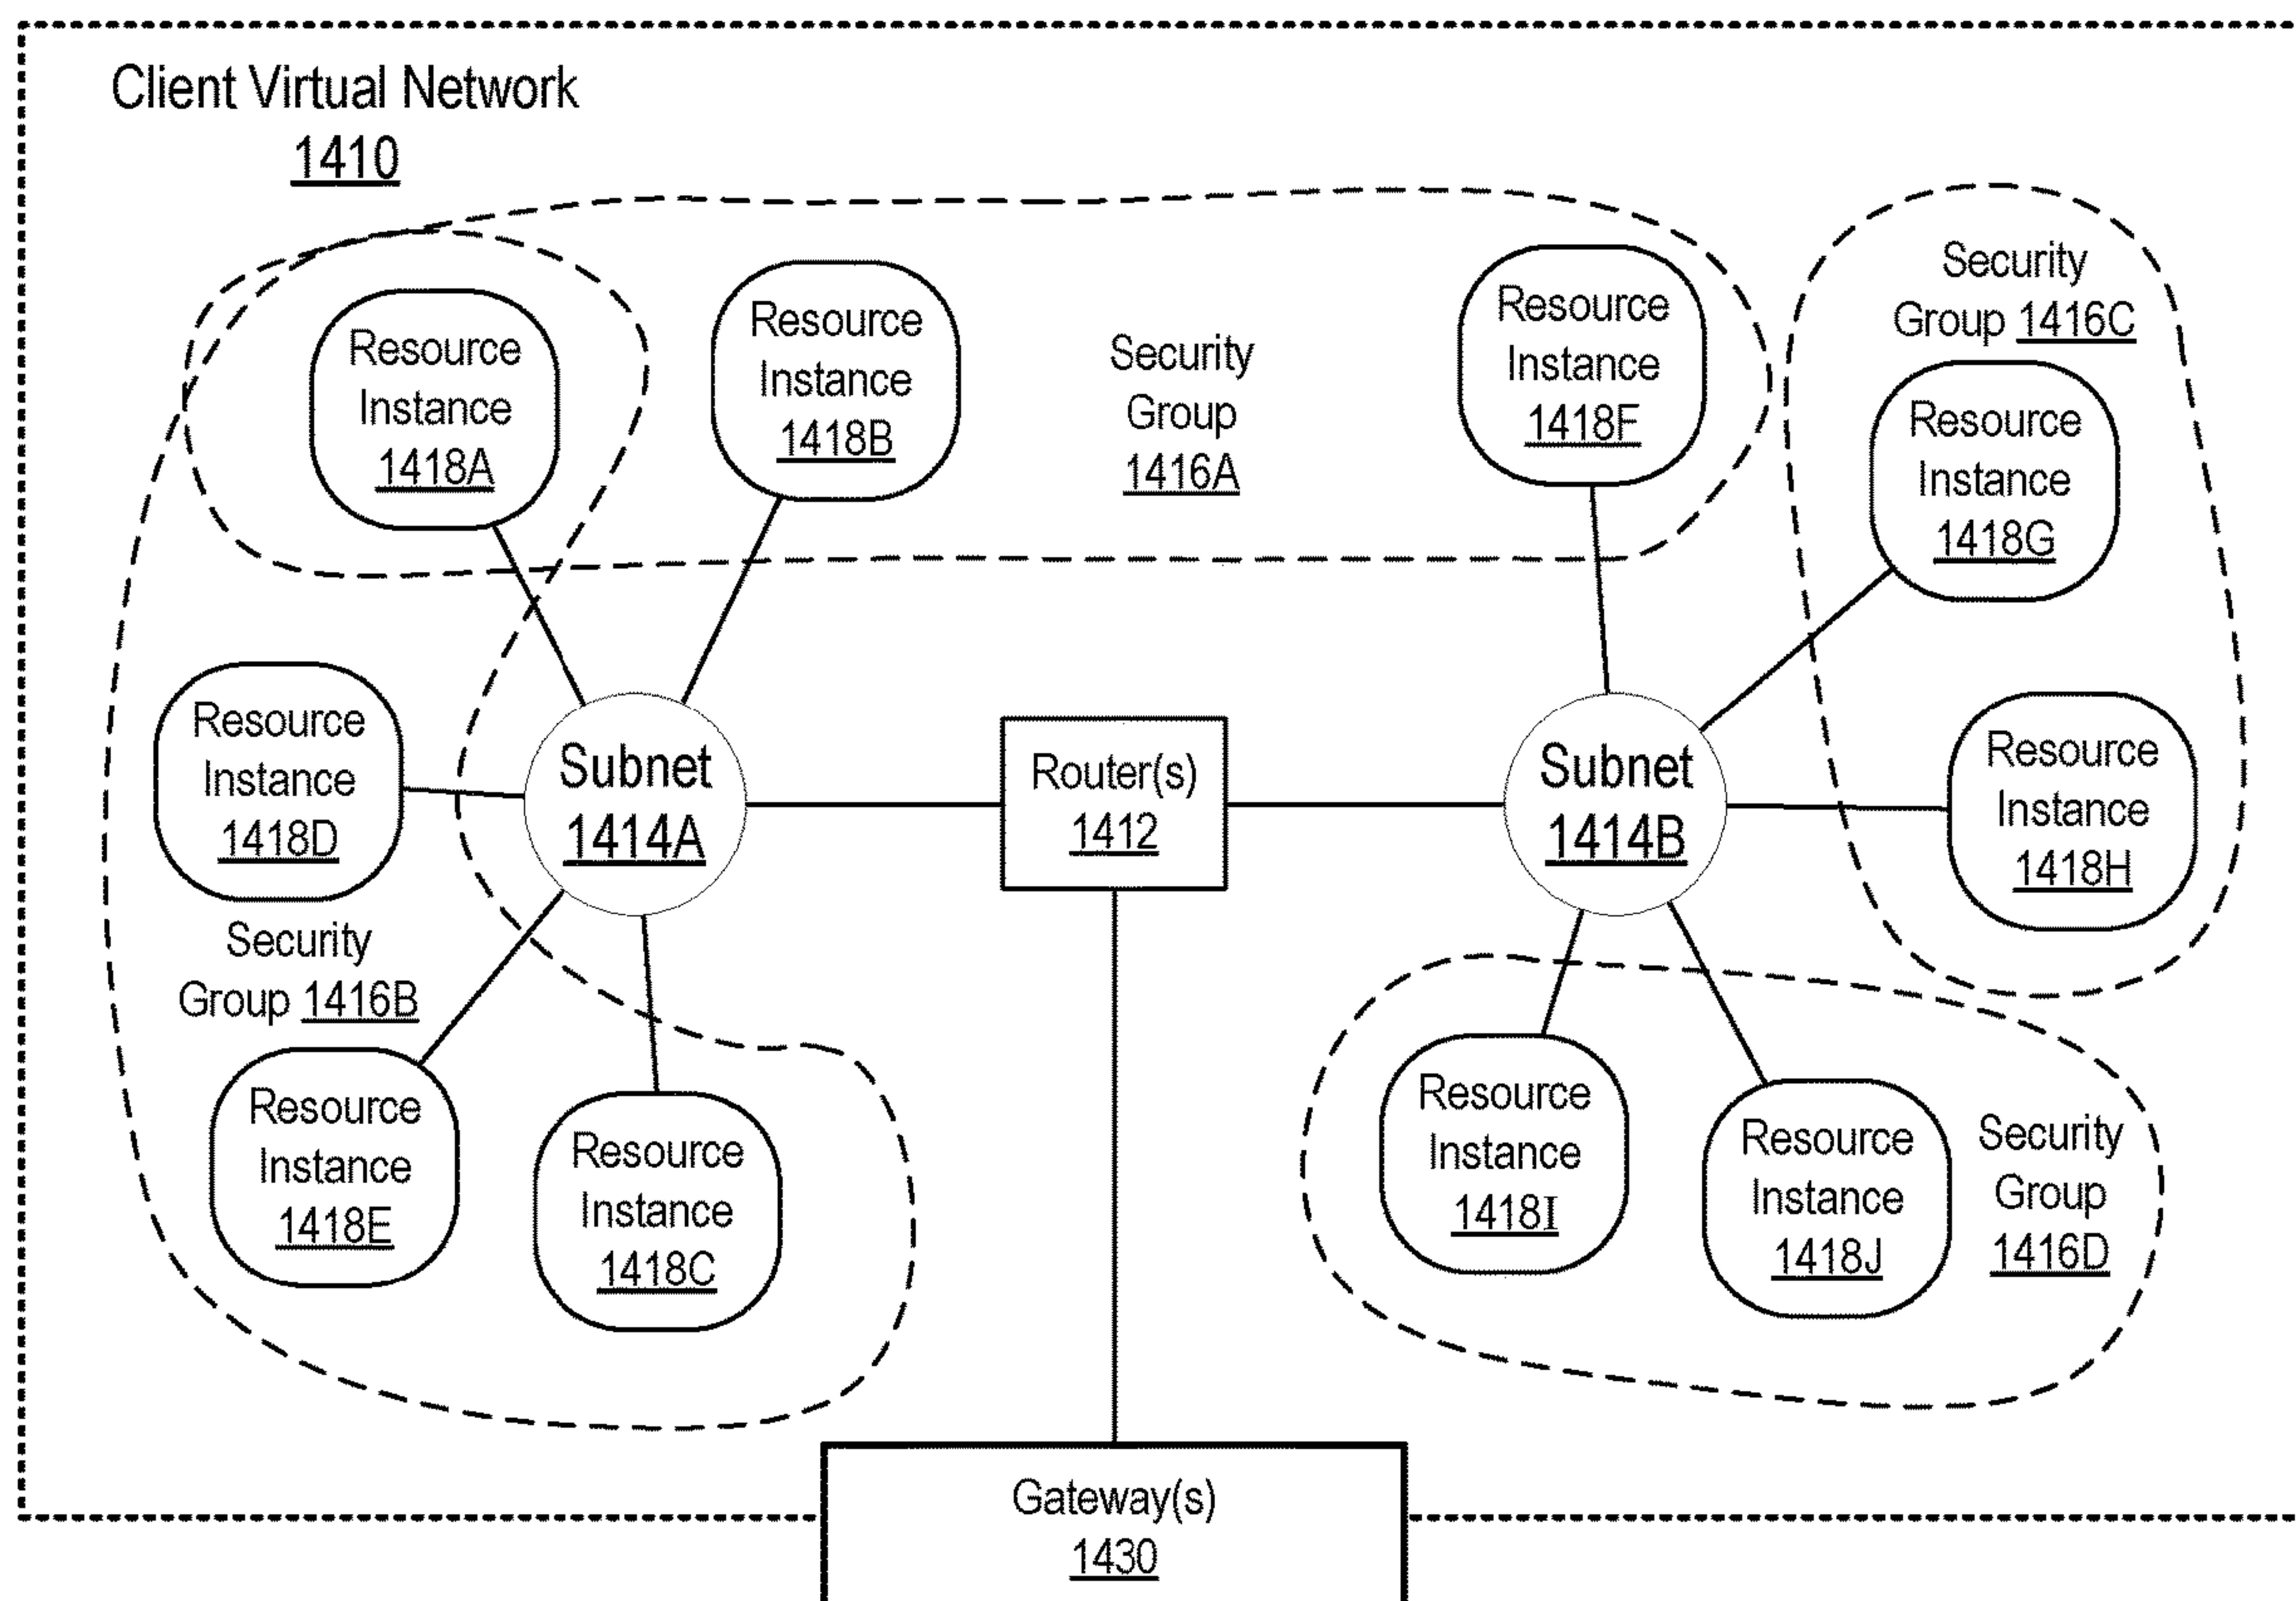 Client Virtual Network
1410
Resource
Instance
1418A
Resource
Instance
1418B
Security
Group
1416A
Resource
Instance
1418F
Security
Group 1416C
Resource
Instance
1418G
Resource
Instance
1418D
Subnet
1414A
Router(s)
1412
Subnet
1414B
Resource
Instance
1418H
Security
Group 1416B
Resource
Instance
1418E
Resource
Instance
1418C
Resource
Instance
1418I
Resource
Instance
1418J
Security
Group
1416D
Gateway(s)
1430